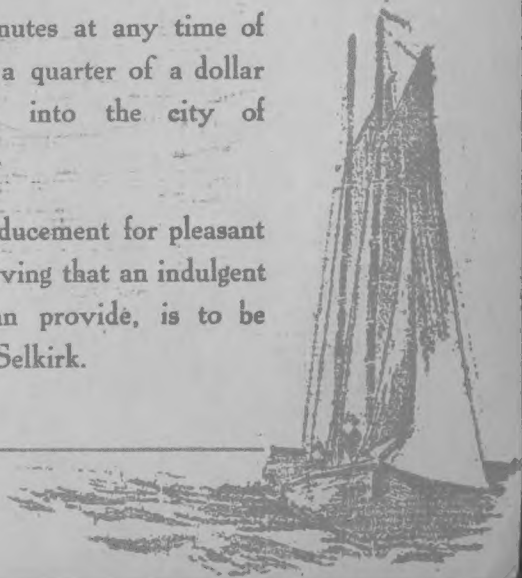 nutes at any time of
a quarter of a dollar
into the city of
ducement for pleasant
ving that an indulgent
n provide, is to be
Selkirk.